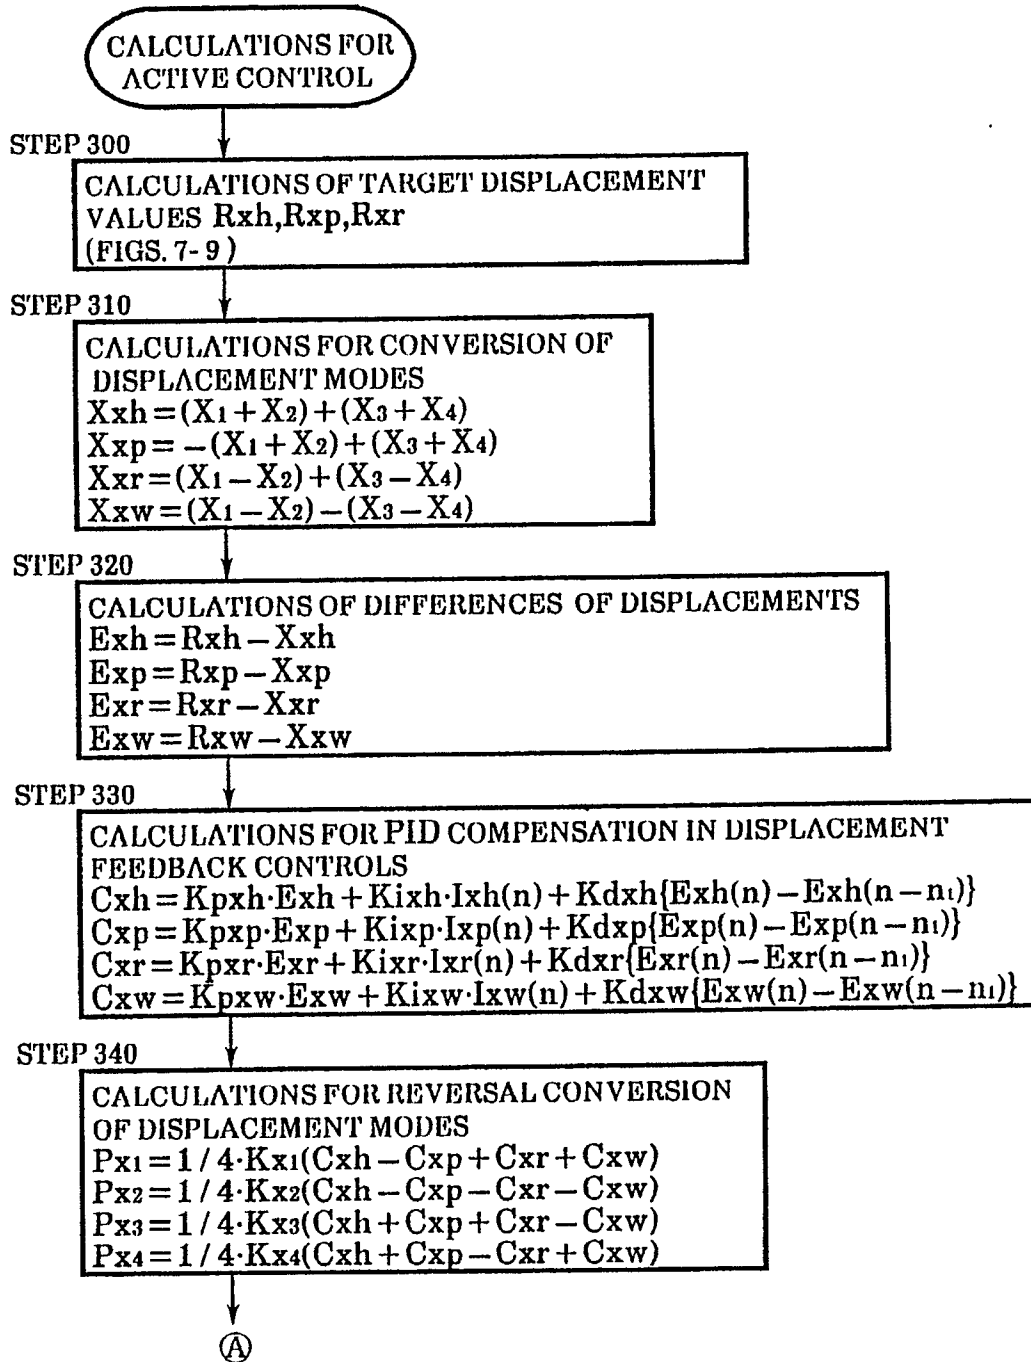 CALCULATIONS FOR
ACTIVE CONTROL
STEP 300
CALCULATIONS OF TARGET DISPLACEMENT
VALUES Rxh,Rxp,Rxr
(FIGS. 7-9)
STEP 310
CALCULATIONS FOR CONVERSION OF
DISPLACEMENT MODES
Xxh=(X1+X2)+(X3+X4)
Xxp=-(X1+X2)+(X3+X4)
Xxr=(X1-X2)+(X3-X4)
Xxw=(X1-X2)-(X3-X4)
STEP 320
CALCULATIONS OF DIFFERENCES OF DISPLACEMENTS
Exh=Rxh-Xxh
Exp=Rxp-Xxp
Exr=Rxr-Xxr
Exw=Rxw-Xxw
STEP 330
CALCULATIONS FOR PID COMPENSATION IN DISPLACEMENT
FEEDBACK CONTROLS
Cxh=Kpxh·Exh+Kixh·Ixh(n)+Kdxh{Exh(n)-Exh(n-n1)}
Cxp=Kpxp·Exp+Kixp·Ixp(n)+Kdxp{Exp(n)-Exp(n-n1)}
Cxr=Kpxr·Exr+Kixr·Ixr(n)+Kdxr{Exr(n)-Exr(n-n1)}
Cxw=Kpxw·Exw+Kixw·Ixw(n)+Kdxw{Exw(n)-Exw(n-n1)}
STEP 340
CALCULATIONS FOR REVERSAL CONVERSION
OF DISPLACEMENT MODES
Px1=1/4·Kx1(Cxh-Cxp+Cxr+Cxw)
Px2=1/4·Kx2(Cxh-Cxp-Cxr-Cxw)
Px3=1/4·Kx3(Cxh+Cxp+Cxr-Cxw)
Px4=1/4·Kx4(Cxh+Cxp-Cxr+Cxw)
Ⓐ